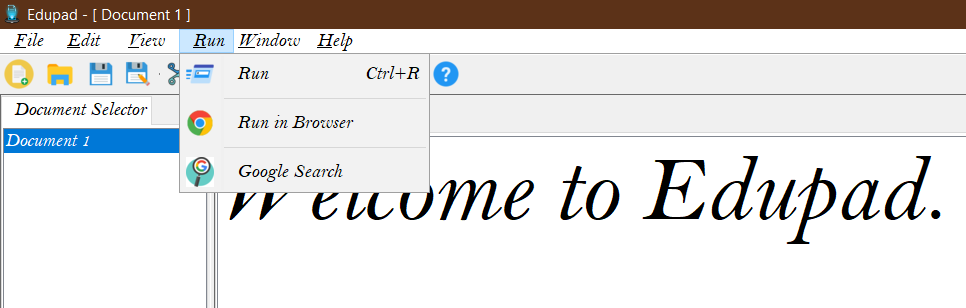 Edupad - [ Document 1 ]
File Edit View Run Window Help
Run Ctrl+R
Document Selector
Run in Browser
Document 1
Google Search
Welcome to Edupad.